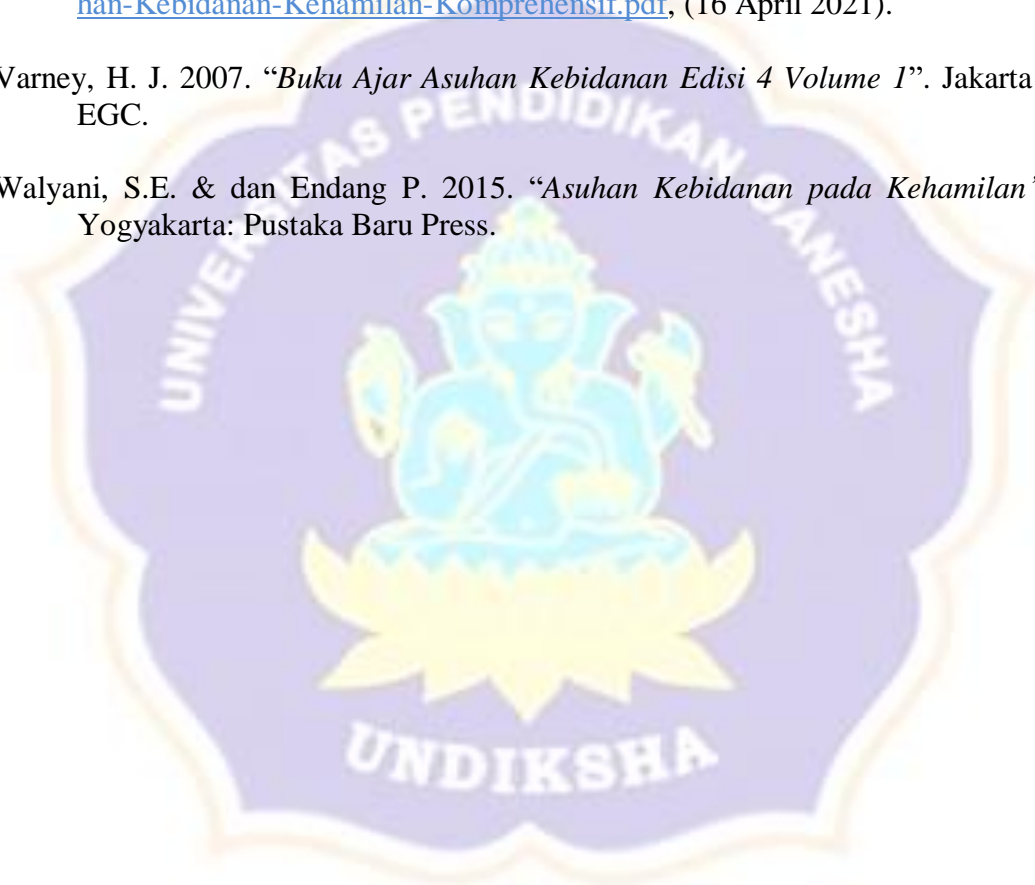 han-Kebidanan-Kehamilan-Komprehensif.pdf, (16 April 2021).
Varney, H. J. 2007. “Buku Ajar Asuhan Kebidanan Edisi 4 Volume 1”. Jakarta
EGC.
Walyani, S.E. & dan Endang P. 2015. “Asuhan Kebidanan pada Kehamilan”
Yogyakarta: Pustaka Baru Press.
UNIVERSITAS PENDIDIKAN GANESHA
UNDIKSHA